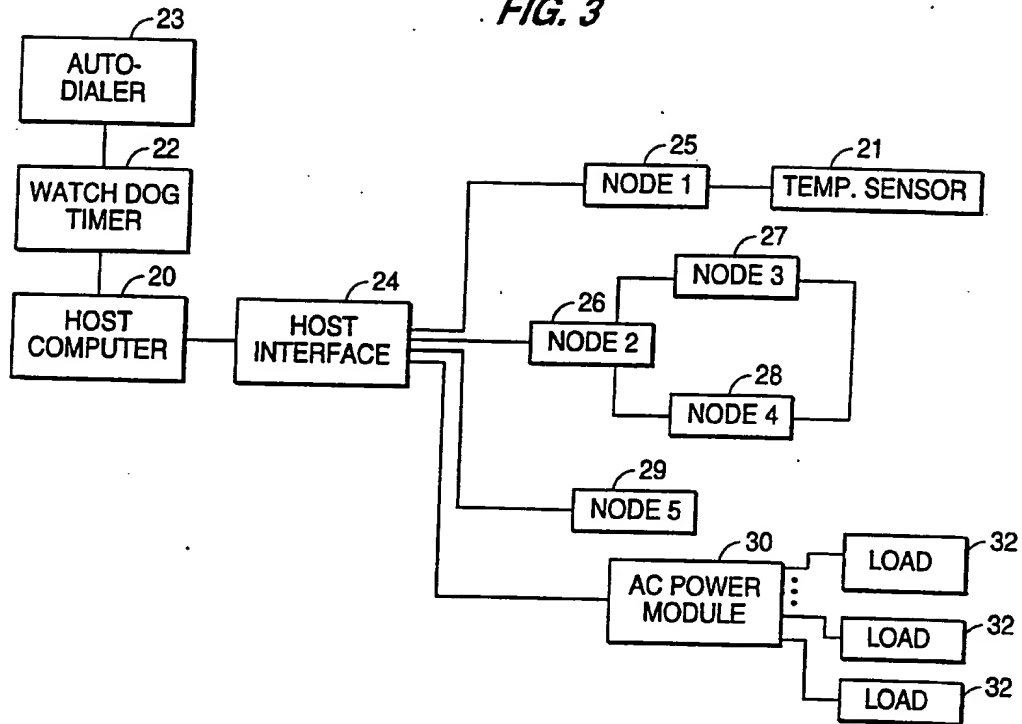 FIG. 3
23
AUTO-
DIALER
22
WATCH DOG
TIMER
20
HOST
COMPUTER
24
HOST
INTERFACE
25
NODE 1
21
TEMP. SENSOR
26
NODE 2
27
NODE 3
28
NODE 4
29
NODE 5
30
AC POWER
MODULE
LOAD
32
LOAD
32
LOAD
32